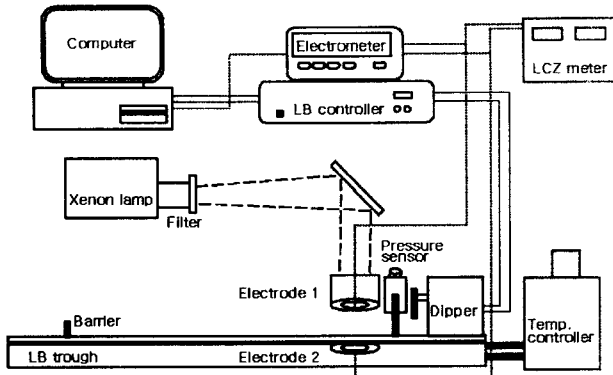 Computer
Electrometer
LCZ meter
LB controller
Xenon lamp
Filter
Pressure
sensor
Electrode 1
Dipper
Barrier
Temp.
controller
LB trough
Electrode 2